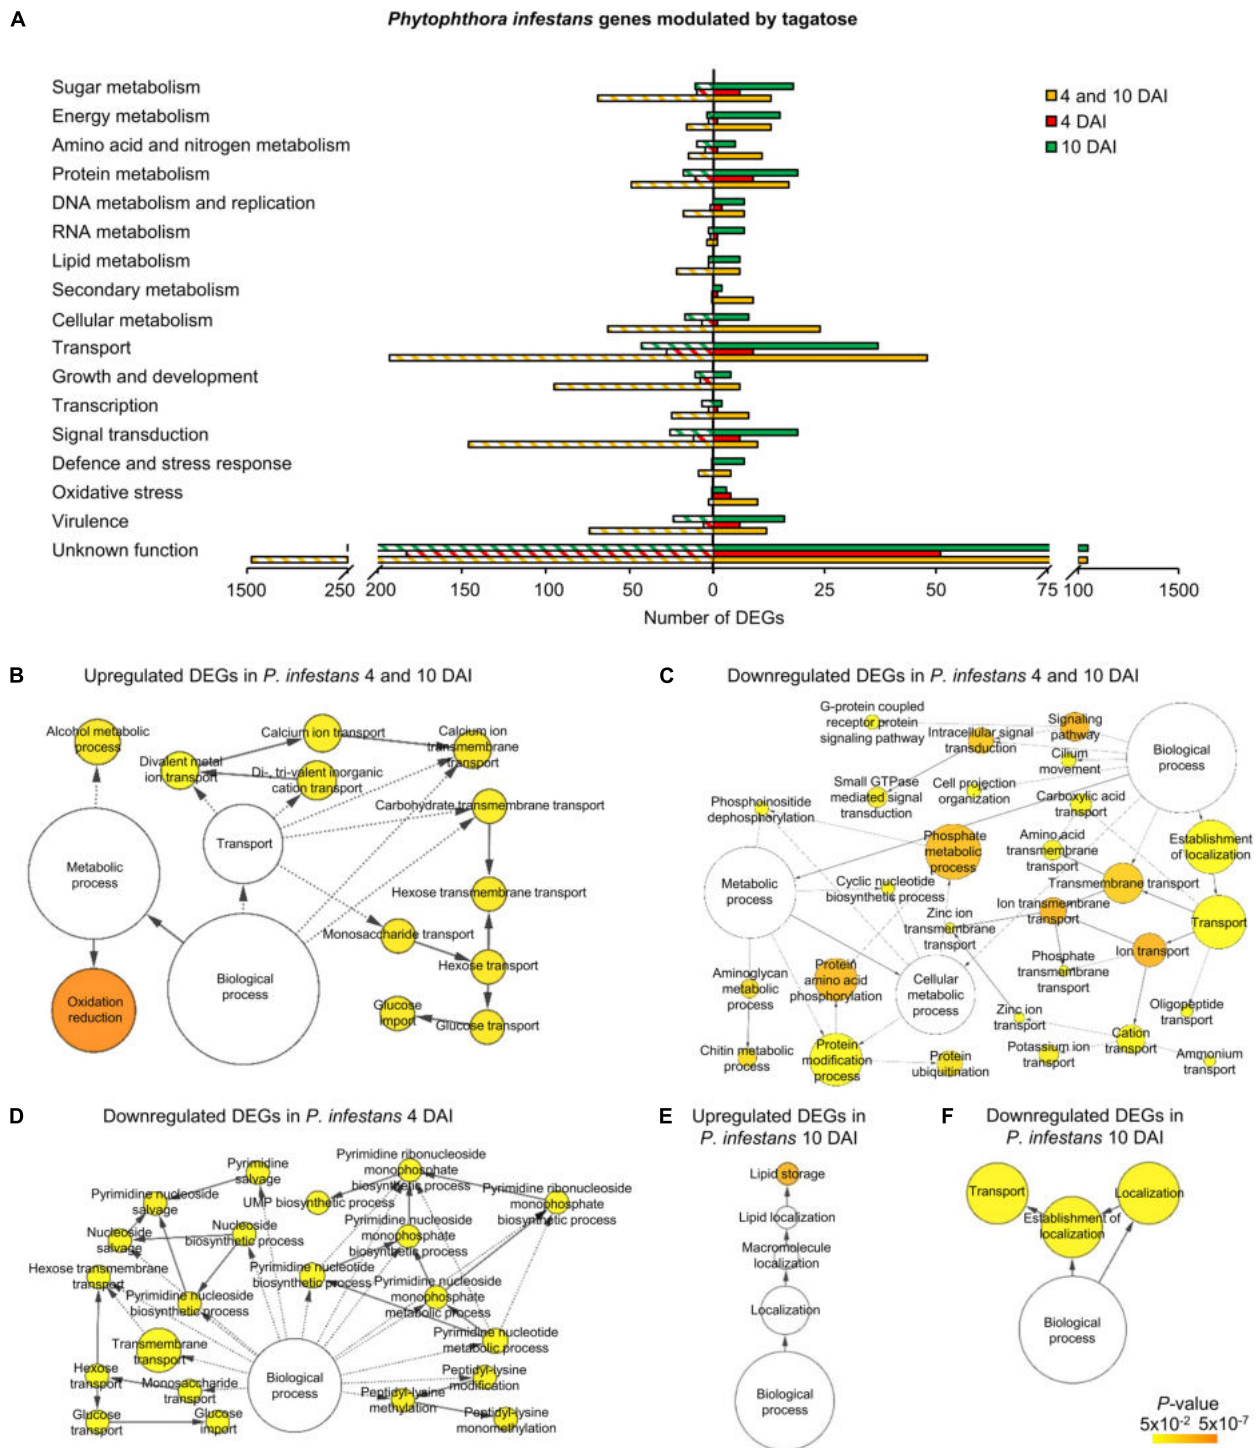 A
Phytophthora infestans genes modulated by tagatose
Sugar metabolism
Energy metabolism
Amino acid and nitrogen metabolism
Protein metabolism
DNA metabolism and replication
RNA metabolism
Lipid metabolism
Secondary metabolism
Cellular metabolism
Transport
Growth and development
Transcription
Signal transduction
Defence and stress response
Oxidative stress
Virulence
Unknown function
4 and 10 DAI
4 DAI
10 DAI
1500 250 200 150 100 50 0 25 50 75 100 1500
Number of DEGs
B
Upregulated DEGs in P. infestans 4 and 10 DAI
Alcohol metabolic
process
Calcium ion transport
Calcium ion
transmembrane
transport
Divalent metal
ion transport
Di-, tri-valent inorganic
cation transport
Carbohydrate transmembrane transport
Transport
Metabolic
process
Hexose transmembrane transport
Monosaccharide transport
Hexose transport
Biological
process
Oxidation
reduction
Glucose
import
Glucose transport
C
Downregulated DEGs in P. infestans 4 and 10 DAI
G-protein coupled
receptor protein
signaling pathway
Signaling
pathway
Intracellular signal
transduction
Biological
process
Cilium
movement
Small GTPase
mediated signal
transduction
Cell projection
organization
Carboxylic acid
transport
Phosphoinositide
dephosphorylation
Phosphate
metabolic
process
Amino acid
transmembrane
transport
Establishment
of localization
Metabolic
process
Cyclic nucleotide
biosynthetic process
Transmembrane transport
Ion transmembrane
transport
Zinc ion
transmembrane
transport
Transport
Ion transport
Phosphate
transmembrane
transport
Aminoglycan
metabolic
process
Protein
amino acid
phosphorylation
Cellular
metabolic
process
Oligopeptide
transport
Zinc ion
transport
Cation
transport
Chitin metabolic
process
Protein
modification
process
Protein
ubiquitination
Potassium ion
transport
Ammonium
transport
D
Downregulated DEGs in P. infestans 4 DAI
Pyrimidine
salvage
Pyrimidine ribonucleoside
monophosphate
biosynthetic process
Pyrimidine nucleoside
salvage
UMP biosynthetic process
Pyrimidine ribonucleoside
monophosphate
biosynthetic process
Nucleoside
salvage
Nucleoside
biosynthetic process
Pyrimidine nucleoside
monophosphate
biosynthetic process
Hexose transmembrane
transport
Pyrimidine nucleotide
biosynthetic process
Pyrimidine nucleoside
monophosphate
metabolic process
Pyrimidine nucleoside
biosynthetic process
Transmembrane
transport
Pyrimidine nucleotide
metabolic process
Hexose
transport
Monosaccharide
transport
Biological
process
Peptidyl-lysine
modification
Peptidyl-lysine
methylation
Glucose
transport
Glucose
import
Peptidyl-lysine
monomethylation
E
Upregulated DEGs in
P. infestans 10 DAI
Lipid storage
Lipid localization
Macromolecule
localization
Localization
Biological
process
F
Downregulated DEGs in
P. infestans 10 DAI
Transport
Localization
Establishment of
localization
Biological
process
P-value
5x10-2 5x10-7